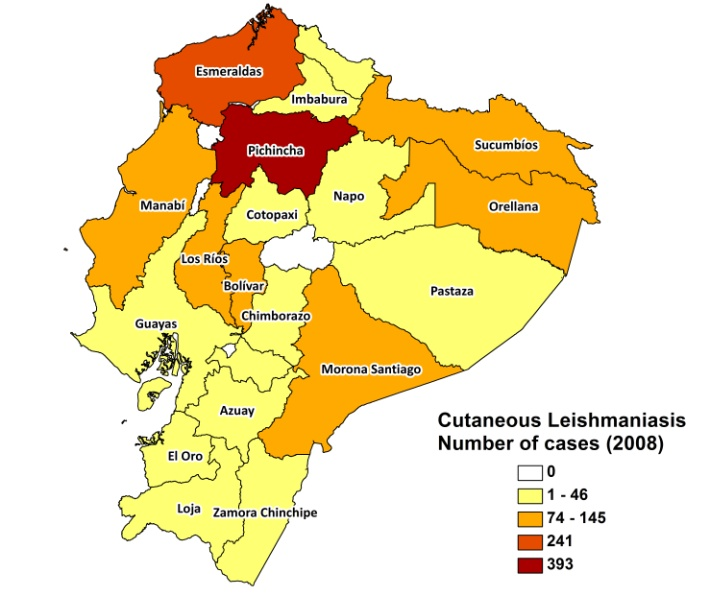 Esmeraldas
Imbabura
Pichincha
Sucumbíos
Napo
Manabí
Cotopaxi
Orellana
Los Ríos
Bolívar
Pastaza
Chimborazo
Guayas
Morona Santiago
Azuay
Cutaneous Leishmaniasis
Number of cases (2008)
El Oro
0
1 - 46
Loja
Zamora Chinchipe
74 - 145
241
393